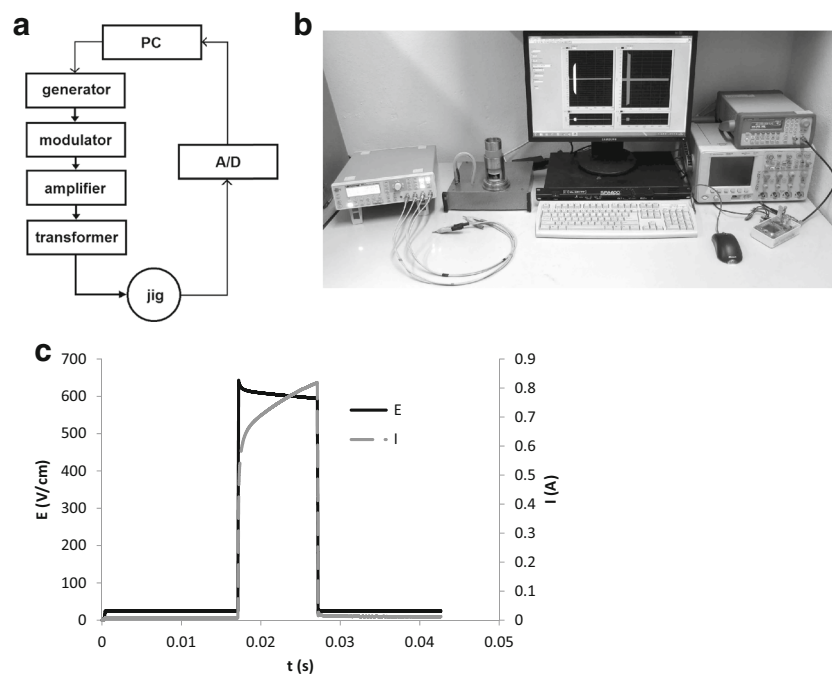 a
PC
generator
modulator
amplifier
transformer
A/D
jig
b
c
E (V/cm)
700
600
500
400
300
200
100
0
0
0.01
0.02
0.03
0.04
0.05
t (s)
0.9
0.8
0.7
0.6
0.5
0.4
0.3
0.2
0.1
0
I (A)
E
I